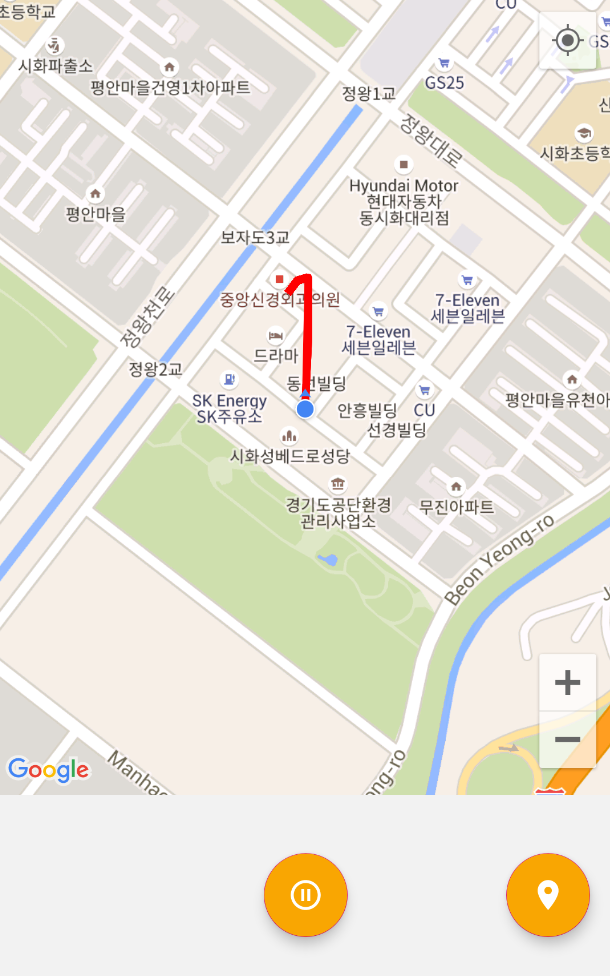 초등학교
CU
GS
시화파출소
평안마을건영1차아파트
GS25
정왕1교
정왕대로
신
시화초등학
Hyundai Motor
현대자동차
동시화대리점
평안마을
보자도3교
중앙신경외과의원
7-Eleven
세븐일레븐
정왕천로
7-Eleven
세븐일레븐
드라마
정왕2교
동선빌딩
SK Energy
SK주유소
안흥빌딩
CU
선경빌딩
평안마을유천아
시화성베드로성당
경기도공단환경
관리사업소
무진아파트
Beon Yeong-ro
J
+
−
Google
Manhae
ong-ro